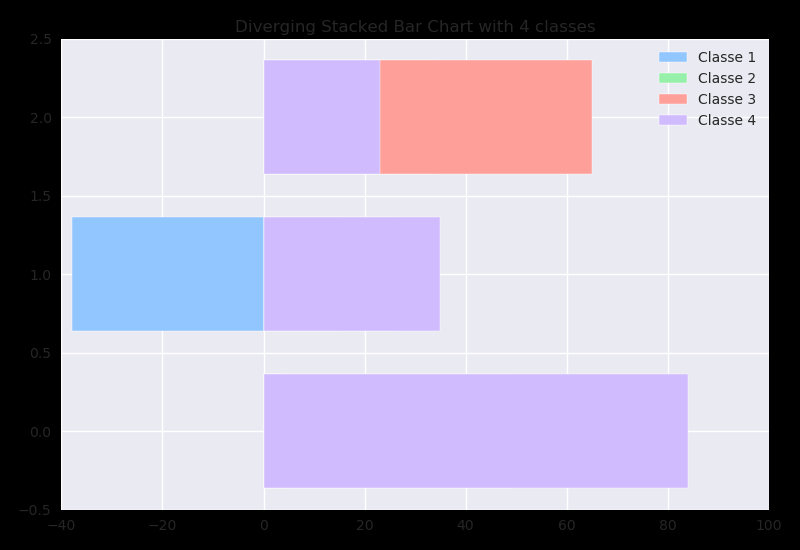 Diverging Stacked Bar Chart with 4 classes
2.5
2.0
1.5
1.0
0.5
0.0
−0.5
−40 −20 0 20 40 60 80 100
Classe 1
Classe 2
Classe 3
Classe 4